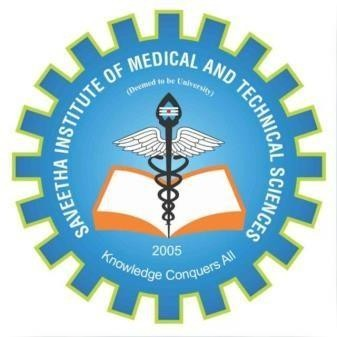 SAVEETHA INSTITUTE OF MEDICAL AND TECHNICAL SCIENCES
(Deemed to be University)
2005
Knowledge Conquers All